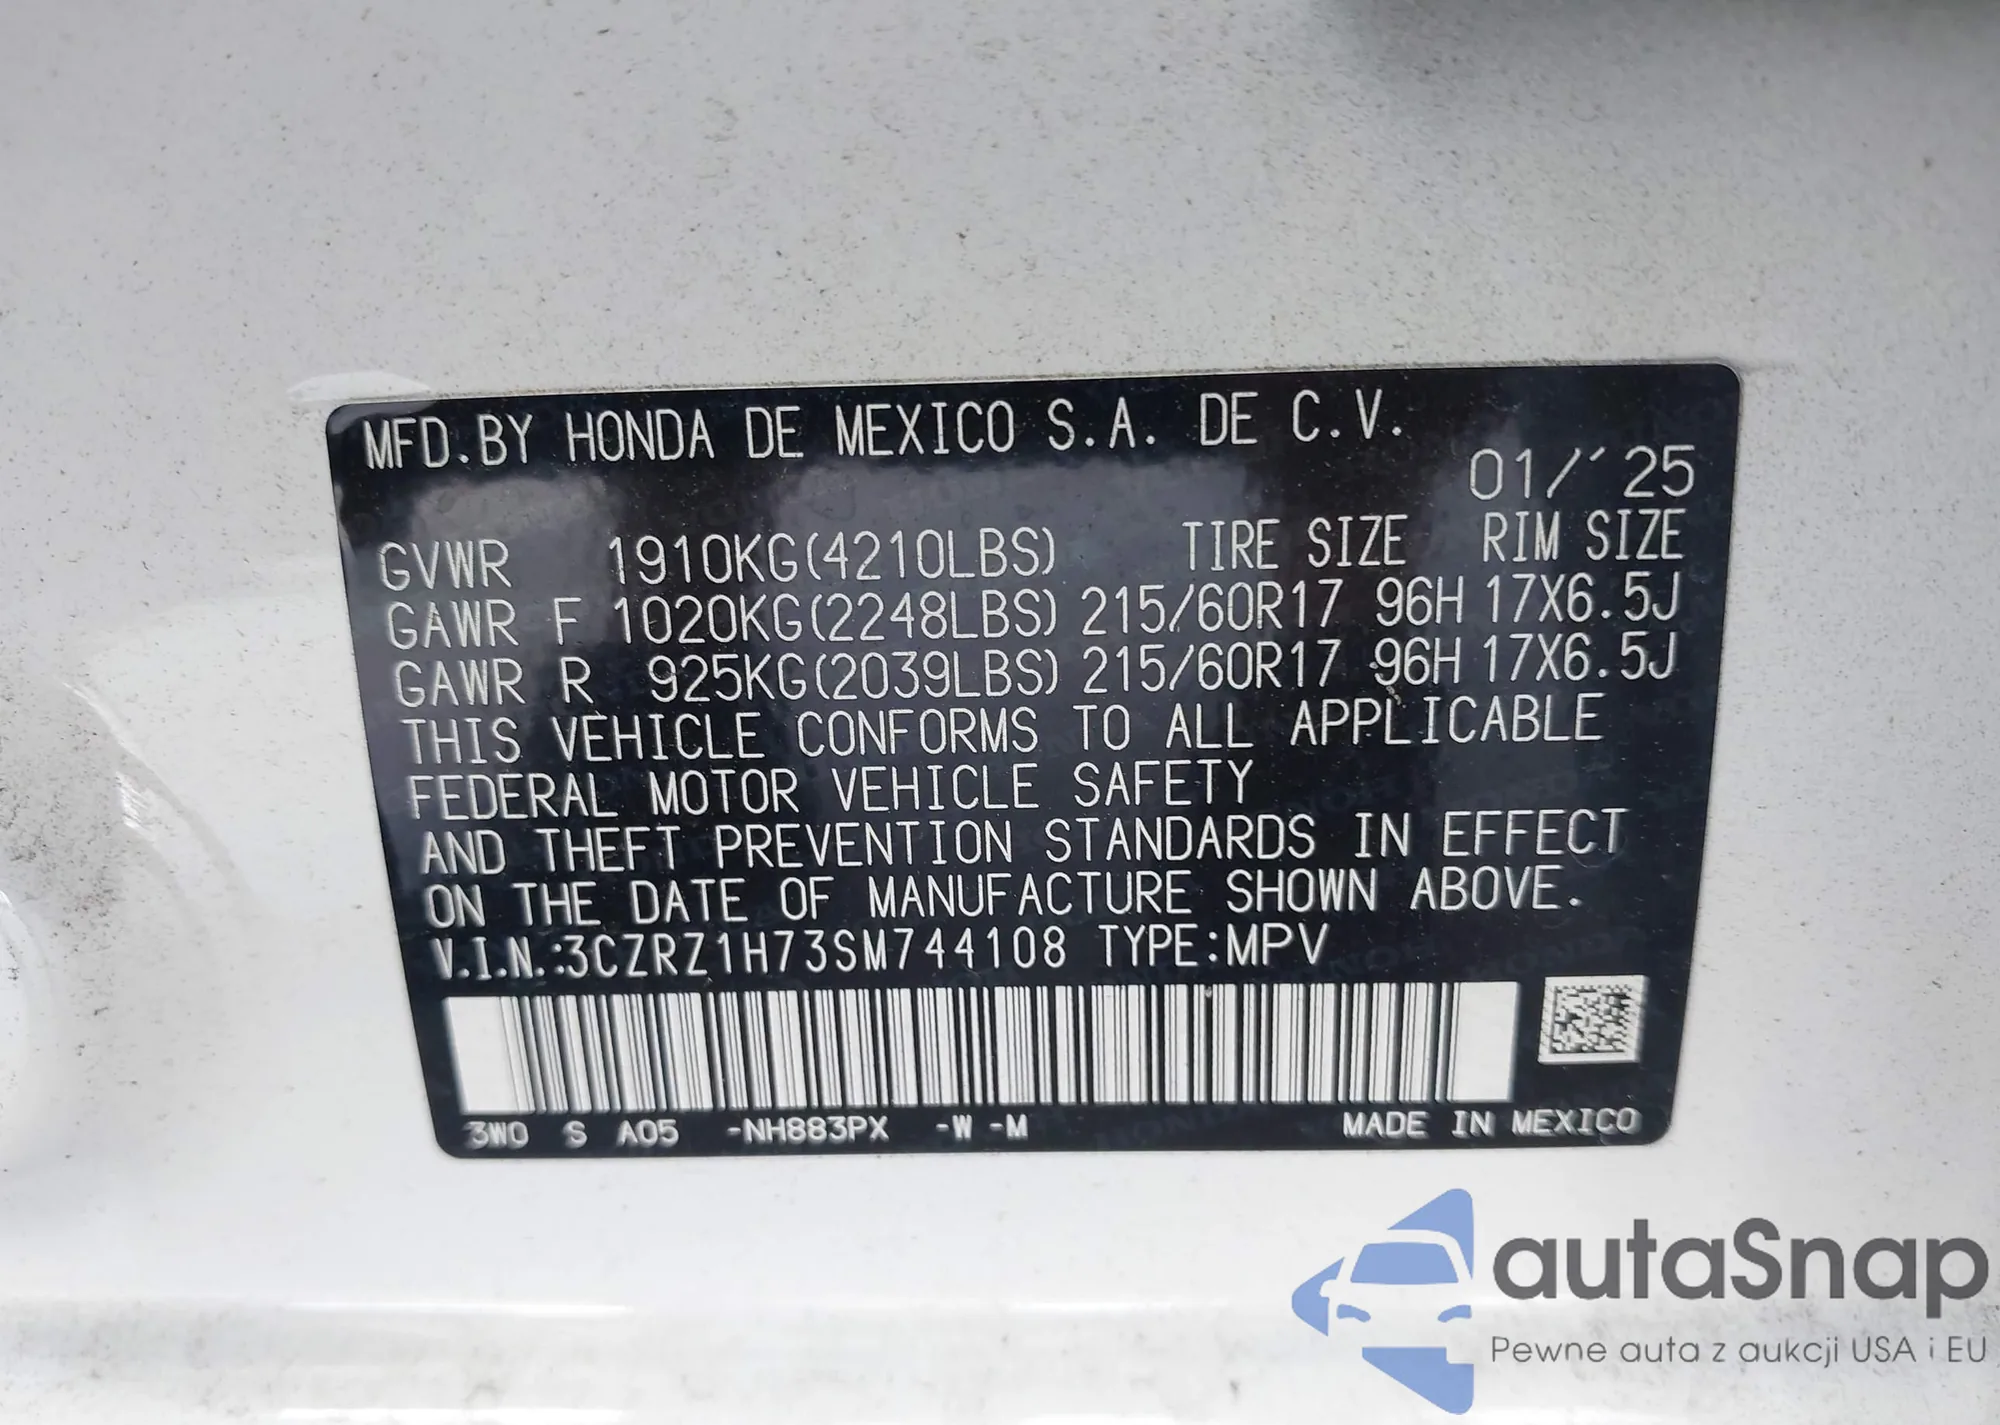 MFD.BY HONDA DE MEXICO S.A. DE C.V.
01/'25
GVWR 1910KG(4210LBS) TIRE SIZE RIM SIZE
GAWR F 1020KG(2248LBS) 215/60R17 96H 17X6.5J
GAWR R 925KG(2039LBS) 215/60R17 96H 17X6.5J
THIS VEHICLE CONFORMS TO ALL APPLICABLE
FEDERAL MOTOR VEHICLE SAFETY
AND THEFT PREVENTION STANDARDS IN EFFECT
ON THE DATE OF MANUFACTURE SHOWN ABOVE.
V.I.N.:3CZRZ1H73SM744108 TYPE:MPV
3W0 S A05 -NH883PX -W -M MADE IN MEXICO
autaSnap
Pewne auta z aukcji USA i EU